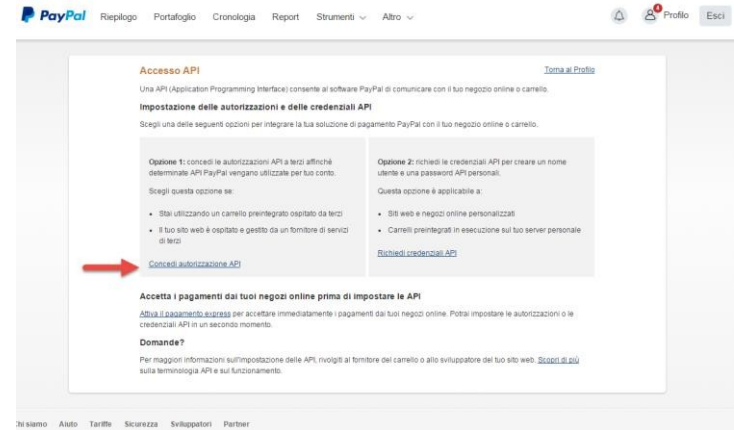 PayPal Riepilogo Portafoglio Cronologia Report Strumenti Altro 4 Profilo Esci
Accesso API Torna al Profilo
Una API (Application Programming Interface) consente al software PayPal di comunicare con il tuo negozio online o carrello.
Impostazione delle autorizzazioni e delle credenziali API
Scegli una delle seguenti opzioni per integrare la tua soluzione di pagamento PayPal con il tuo negozio online o carrello.
Opzione 1: concedi le autorizzazioni API a terzi affinché
determinate API PayPal vengano utilizzate per tuo conto.
Scegli questa opzione se:
Stai utilizzando un carrello preintegrato ospitato da terzi
Il tuo sito web è ospitato e gestito da un fornitore di servizi
di terzi
Concedi autorizzazione API
Opzione 2: richiedi le credenziali API per creare un nome
utente e una password API personali.
Questa opzione è applicabile a:
Siti web e negozi online personalizzati
Carrelli preintegrati in esecuzione sul tuo server personale
Richiedi credenziali API
Accetta i pagamenti dai tuoi negozi online prima di impostare le API
Attiva il pagamento express per accettare immediatamente i pagamenti dai tuoi negozi online. Potrai impostare le autorizzazioni o le
credenziali API in un secondo momento.
Domande?
Per maggiori informazioni sull'impostazione delle API, rivolgiti al fornitore del carrello o allo sviluppatore del tuo sito web. Scopri di più
sulla terminologia API e sul funzionamento.
Chi siamo Aiuto Tariffe Sicurezza Sviluppatori Partner